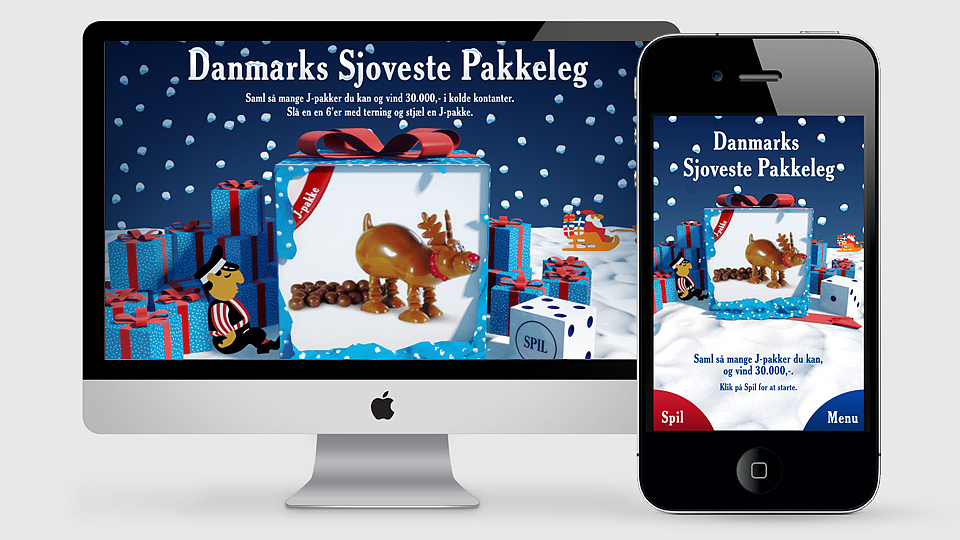 Danmarks Sjoveste Pakkeleg
Saml så mange J-pakker du kan og vind 30.000,- i kolde kontanter.
Slå en en 6'er med terning og stjæl en J-pakke.
J-pakke
SPIL
Danmarks
Sjoveste Pakkeleg
J-pakke
Saml så mange J-pakker du kan,
og vind 30.000,-.
Klik på Spil for at starte.
Spil
Menu